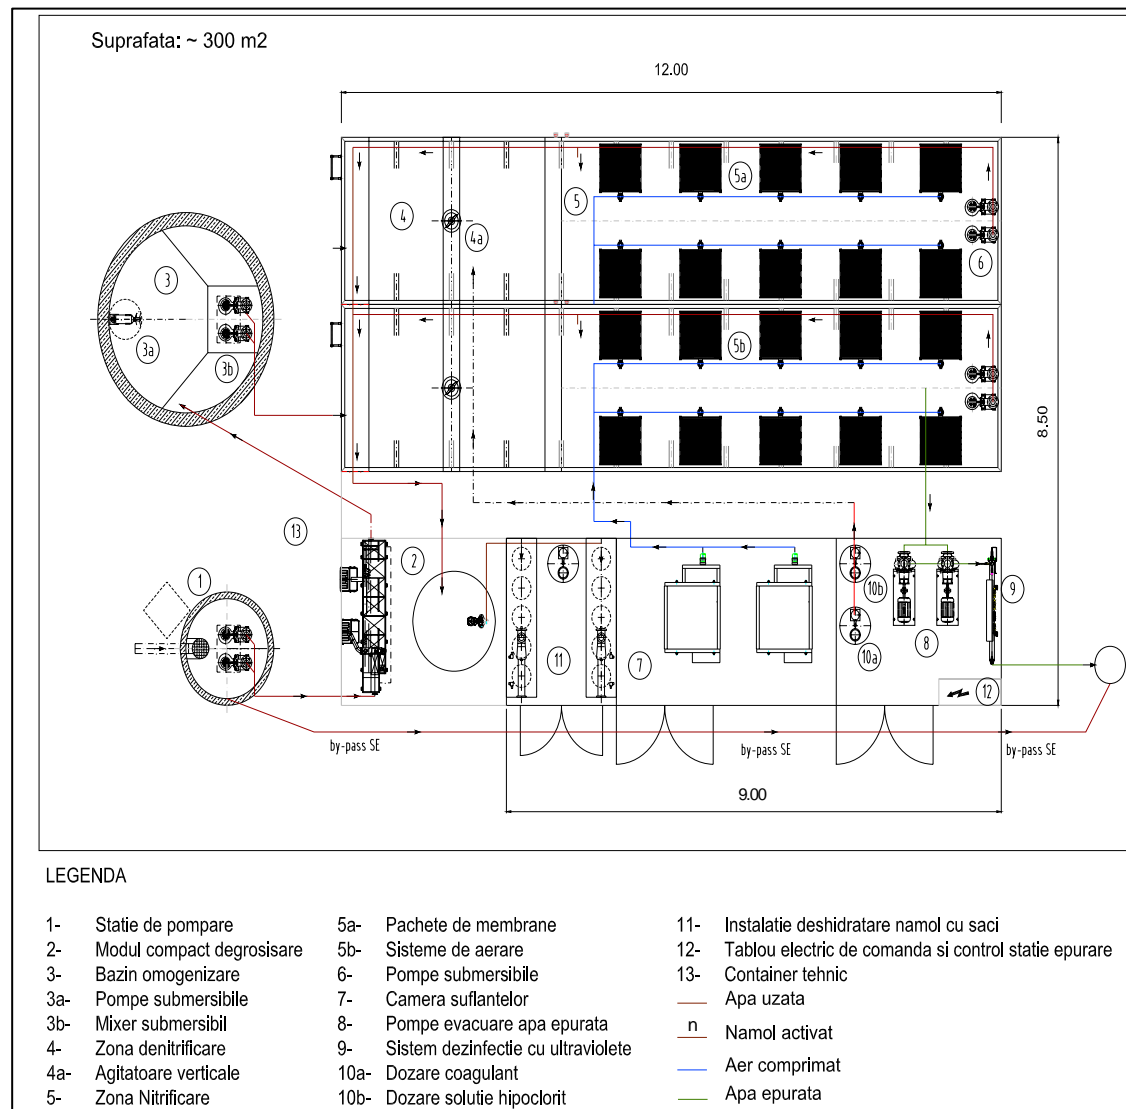 Suprafata: ~ 300 m2
12.00
5a
4
5
4a
6
3
3a
3b
5b
8.50
13
2
1
E
10b
9
11
7
10a
8
12
by-pass SE
by-pass SE
by-pass SE
9.00
LEGENDA
1- Statie de pompare
2- Modul compact degrosisare
3- Bazin omogenizare
3a- Pompe submersibile
3b- Mixer submersibil
4- Zona denitrificare
4a- Agitatoare verticale
5- Zona Nitrificare
5a- Pachete de membrane
5b- Sisteme de aerare
6- Pompe submersibile
7- Camera suflantelor
8- Pompe evacuare apa epurata
9- Sistem dezinfectie cu ultraviolete
10a- Dozare coagulant
10b- Dozare solutie hipoclorit
11- Instalatie deshidratare namol cu saci
12- Tablou electric de comanda si control statie epurare
13- Container tehnic
Apa uzata
n Namol activat
Aer comprimat
Apa epurata